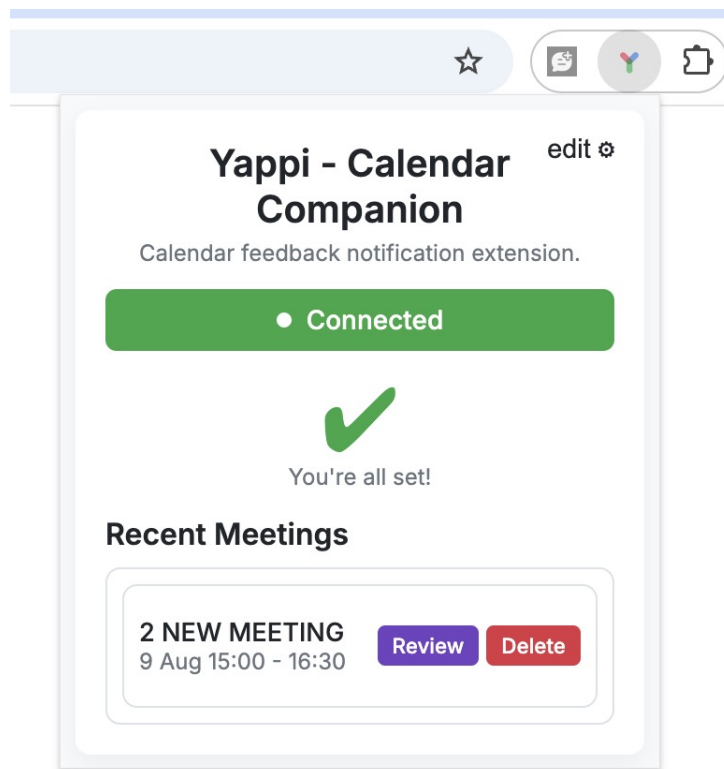 edit ⚙
Yappi - Calendar
Companion
Calendar feedback notification extension.
Connected
You're all set!
Recent Meetings
2 NEW MEETING
9 Aug 15:00 - 16:30
Review
Delete